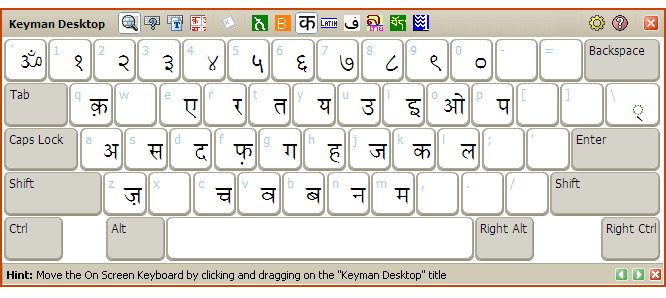 Keyman Desktop LATIN
` ॐ 1 १ 2 २ 3 ३ 4 ४ 5 ५ 6 ६ 7 ७ 8 ८ 9 ९ 0 ० - = Backspace
Tab q क़ w e ए r र t त y य u उ i इ o ओ p प [ ] \ ़
Caps Lock a अ s स d द f फ़ g ग h ह j ज k क l ल ; ' Enter
Shift z ज़ x c च v व b ब n न m म , . / Shift
Ctrl Alt Right Alt Right Ctrl
Hint: Move the On Screen Keyboard by clicking and dragging on the "Keyman Desktop" title